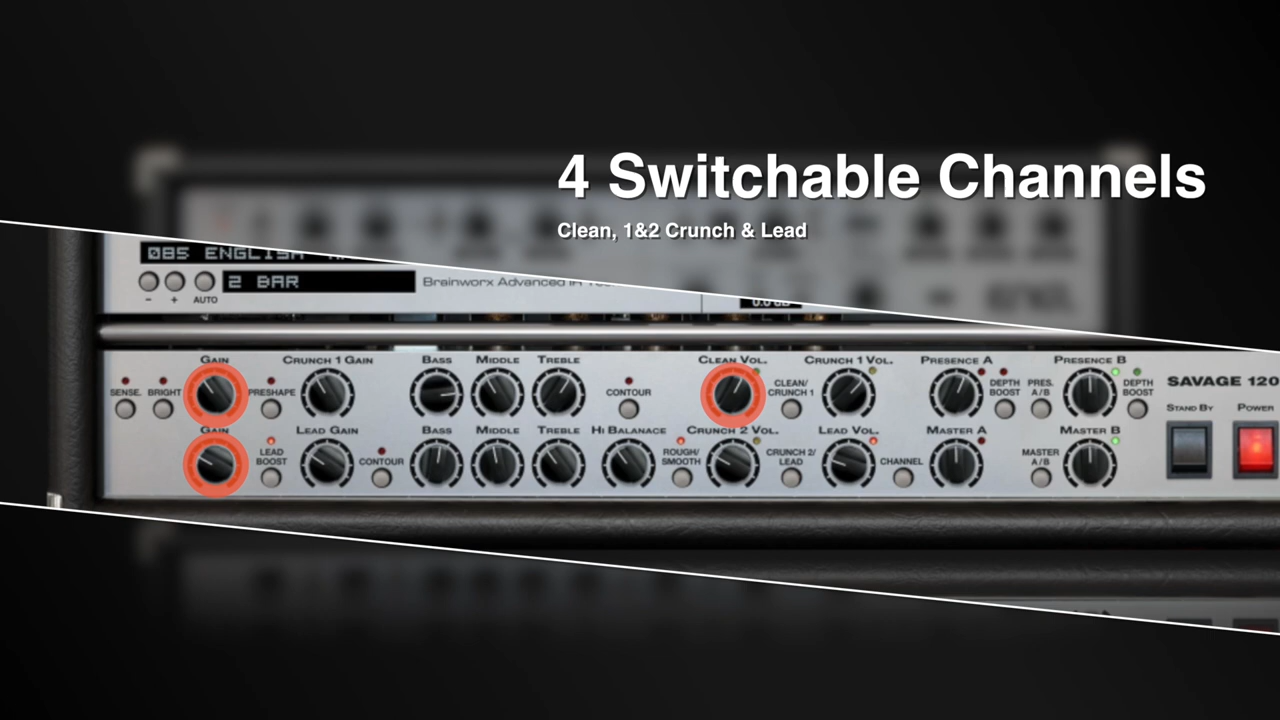 4 Switchable Channels
Clean, 1&2 Crunch & Lead
085 ENGLISH
2 BAR
Brainworx Advanced IR
- + AUTO
0.0 dB
GAIN CRUNCH 1 GAIN BASS MIDDLE TREBLE CLEAN VOL. CRUNCH 1 VOL. PRESENCE A PRESENCE B
SENSE. BRIGHT PRESHAPE CONTOUR CLEAN/ CRUNCH 1 DEPTH BOOST PRES. A/B DEPTH BOOST
SAVAGE 120
STAND BY POWER
GAIN LEAD GAIN BASS MIDDLE TREBLE HI BALANACE CRUNCH 2 VOL. LEAD VOL. MASTER A MASTER B
LEAD BOOST CONTOUR ROUGH/ SMOOTH CRUNCH 2/ LEAD CHANNEL MASTER A/B